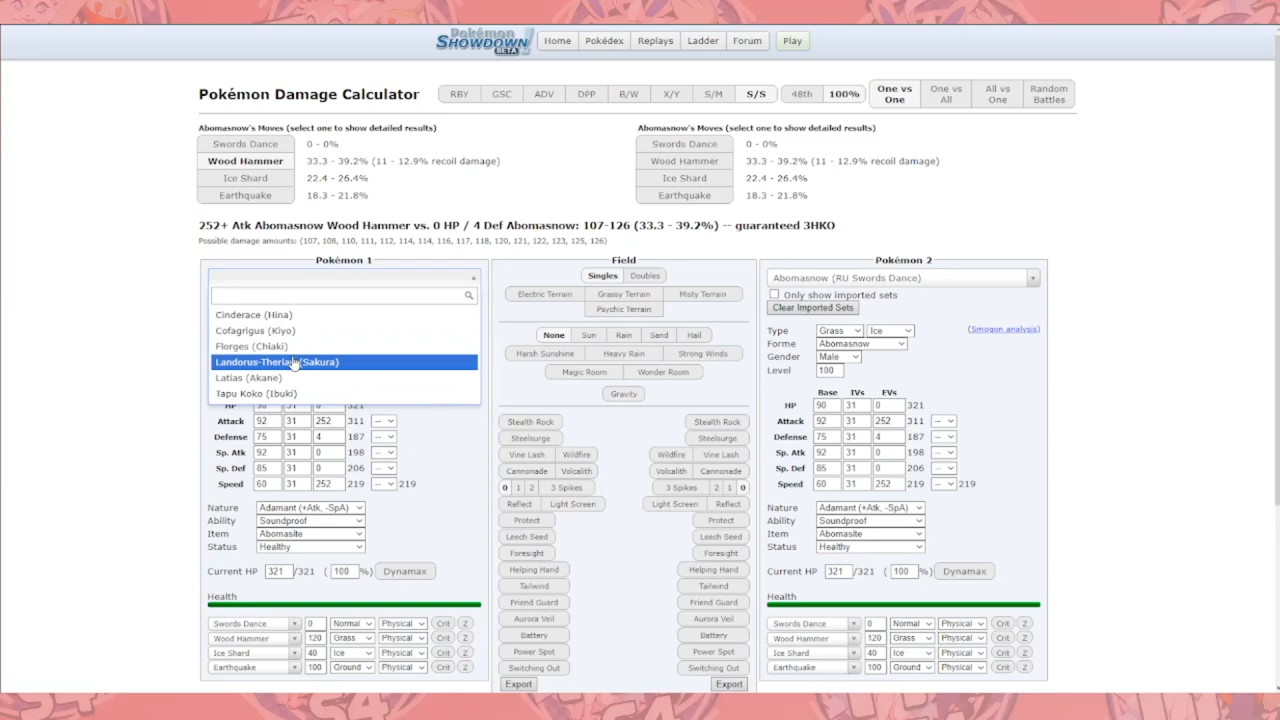 Pokémon
SHOWDOWN
BETA
Home Pokédex Replays Ladder Forum Play
Pokémon Damage Calculator RBY GSC ADV DPP B/W X/Y S/M S/S 48th 100% One vs One One vs All All vs One Random Battles
Abomasnow's Moves (select one to show detailed results) Abomasnow's Moves (select one to show detailed results)
Swords Dance 0 - 0% Swords Dance 0 - 0%
Wood Hammer 33.3 - 39.2% (11 - 12.9% recoil damage) Wood Hammer 33.3 - 39.2% (11 - 12.9% recoil damage)
Ice Shard 22.4 - 26.4% Ice Shard 22.4 - 26.4%
Earthquake 18.3 - 21.8% Earthquake 18.3 - 21.8%
252+ Atk Abomasnow Wood Hammer vs. 0 HP / 4 Def Abomasnow: 107-126 (33.3 - 39.2%) -- guaranteed 3HKO
Possible damage amounts: (107, 108, 110, 111, 112, 114, 114, 116, 117, 118, 120, 121, 122, 123, 125, 126)
Pokémon 1
Cinderace (Hina)
Cofagrigus (Kiyo)
Florges (Chiaki)
Landorus-Theria (Sakura)
Latias (Akane)
Tapu Koko (Ibuki)
HP 90 31 0 321
Attack 92 31 252 311 --
Defense 75 31 4 187 --
Sp. Atk 92 31 0 198 --
Sp. Def 85 31 0 206 --
Speed 60 31 252 219 -- 219
Nature Adamant (+Atk, -SpA)
Ability Soundproof
Item Abomasite
Status Healthy
Current HP 321 /321 ( 100 %) Dynamax
Health
Swords Dance 0 Normal Physical Crit Z
Wood Hammer 120 Grass Physical Crit Z
Ice Shard 40 Ice Physical Crit Z
Earthquake 100 Ground Physical Crit Z
Field
Singles Doubles
Electric Terrain Grassy Terrain Misty Terrain
Psychic Terrain
None Sun Rain Sand Hail
Harsh Sunshine Heavy Rain Strong Winds
Magic Room Wonder Room
Gravity
Stealth Rock Stealth Rock
Steelsurge Steelsurge
Vine Lash Wildfire Wildfire Vine Lash
Cannonade Volcalith Volcalith Cannonade
0 1 2 3 Spikes 3 Spikes 2 1 0
Reflect Light Screen Light Screen Reflect
Protect Protect
Leech Seed Leech Seed
Foresight Foresight
Helping Hand Helping Hand
Tailwind Tailwind
Friend Guard Friend Guard
Aurora Veil Aurora Veil
Battery Battery
Power Spot Power Spot
Switching Out Switching Out
Export Export
Pokémon 2
Abomasnow (RU Swords Dance)
Only show imported sets
Clear Imported Sets
Type Grass Ice (Smogon analysis)
Forme Abomasnow
Gender Male
Level 100
Base IVs EVs
HP 90 31 0 321
Attack 92 31 252 311 --
Defense 75 31 4 187 --
Sp. Atk 92 31 0 198 --
Sp. Def 85 31 0 206 --
Speed 60 31 252 219 -- 219
Nature Adamant (+Atk, -SpA)
Ability Soundproof
Item Abomasite
Status Healthy
Current HP 321 /321 ( 100 %) Dynamax
Health
Swords Dance 0 Normal Physical Crit Z
Wood Hammer 120 Grass Physical Crit Z
Ice Shard 40 Ice Physical Crit Z
Earthquake 100 Ground Physical Crit Z